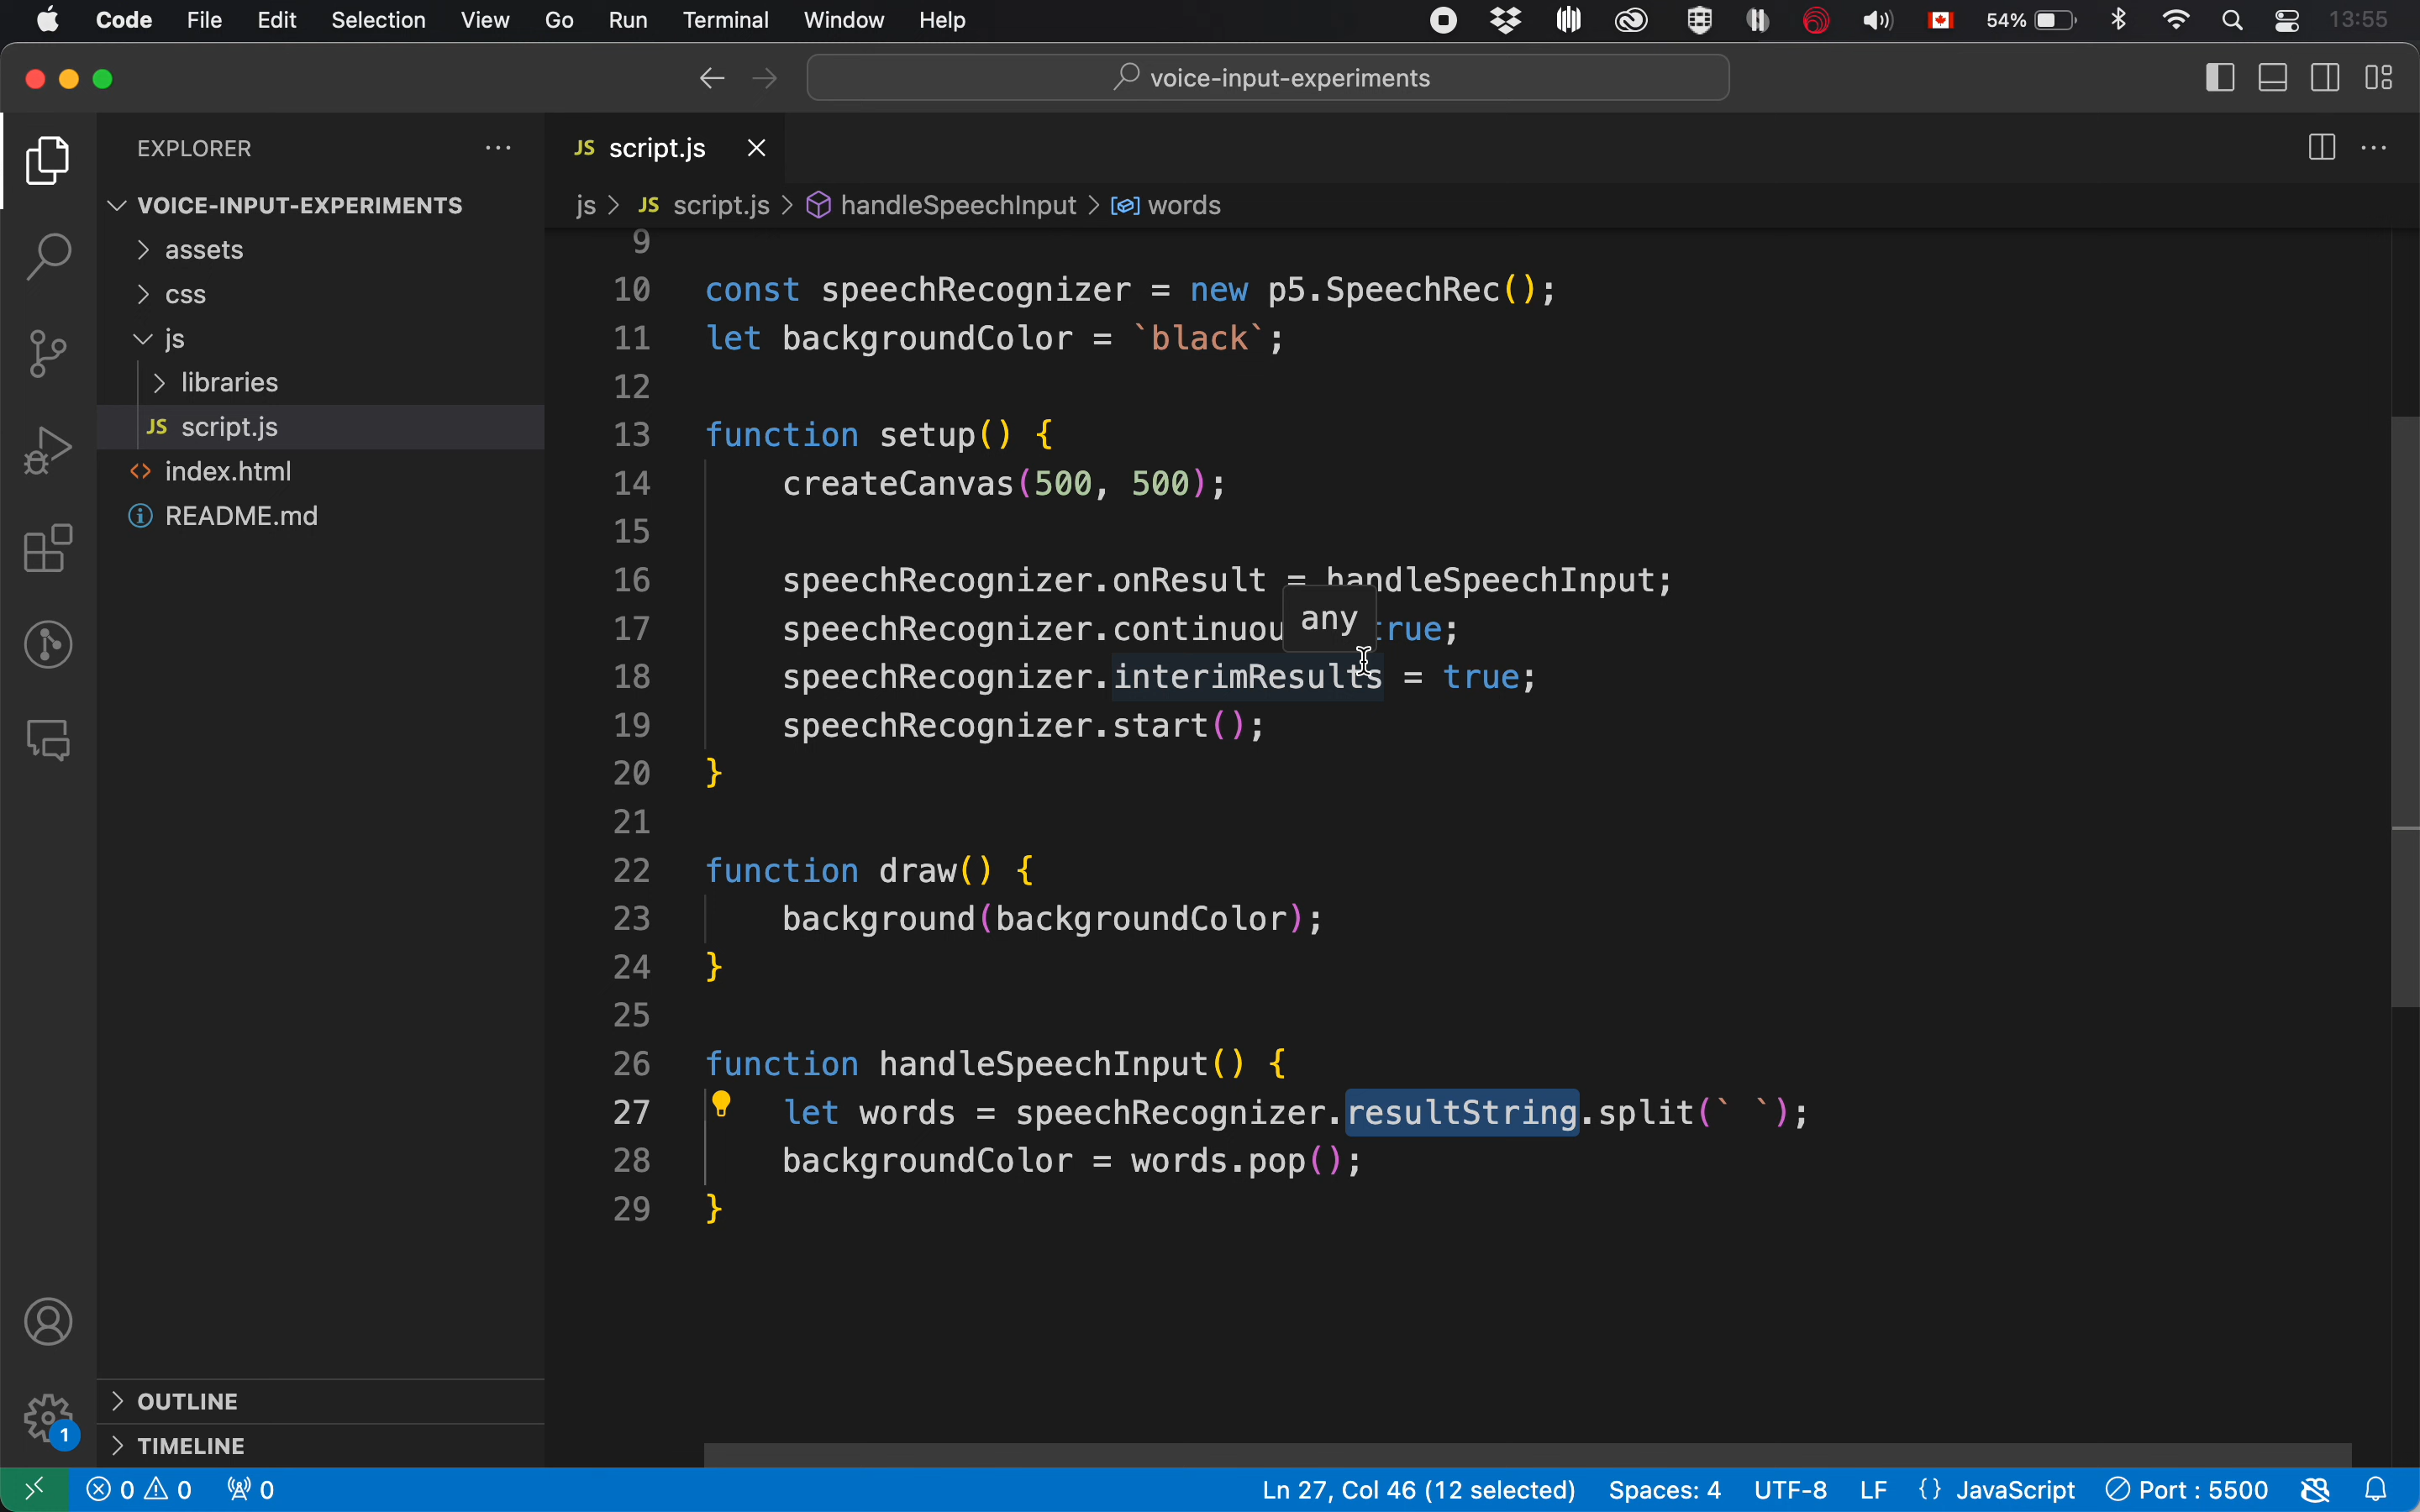 Code File Edit Selection View Go Run Terminal Window Help 54% 13:55
voice-input-experiments
EXPLORER
VOICE-INPUT-EXPERIMENTS
assets
css
js
libraries
JS script.js
index.html
README.md
OUTLINE
TIMELINE
JS script.js
js > JS script.js > handleSpeechInput > words
9
10 const speechRecognizer = new p5.SpeechRec();
11 let backgroundColor = `black`;
12
13 function setup() {
14 createCanvas(500, 500);
15
16 speechRecognizer.onResult = handleSpeechInput;
any
17 speechRecognizer.continuou rue;
18 speechRecognizer.interimResults = true;
19 speechRecognizer.start();
20 }
21
22 function draw() {
23 background(backgroundColor);
24 }
25
26 function handleSpeechInput() {
27 let words = speechRecognizer.resultString.split(` `);
28 backgroundColor = words.pop();
29 }
1
0 0 0 Ln 27, Col 46 (12 selected) Spaces: 4 UTF-8 LF {} JavaScript Port : 5500